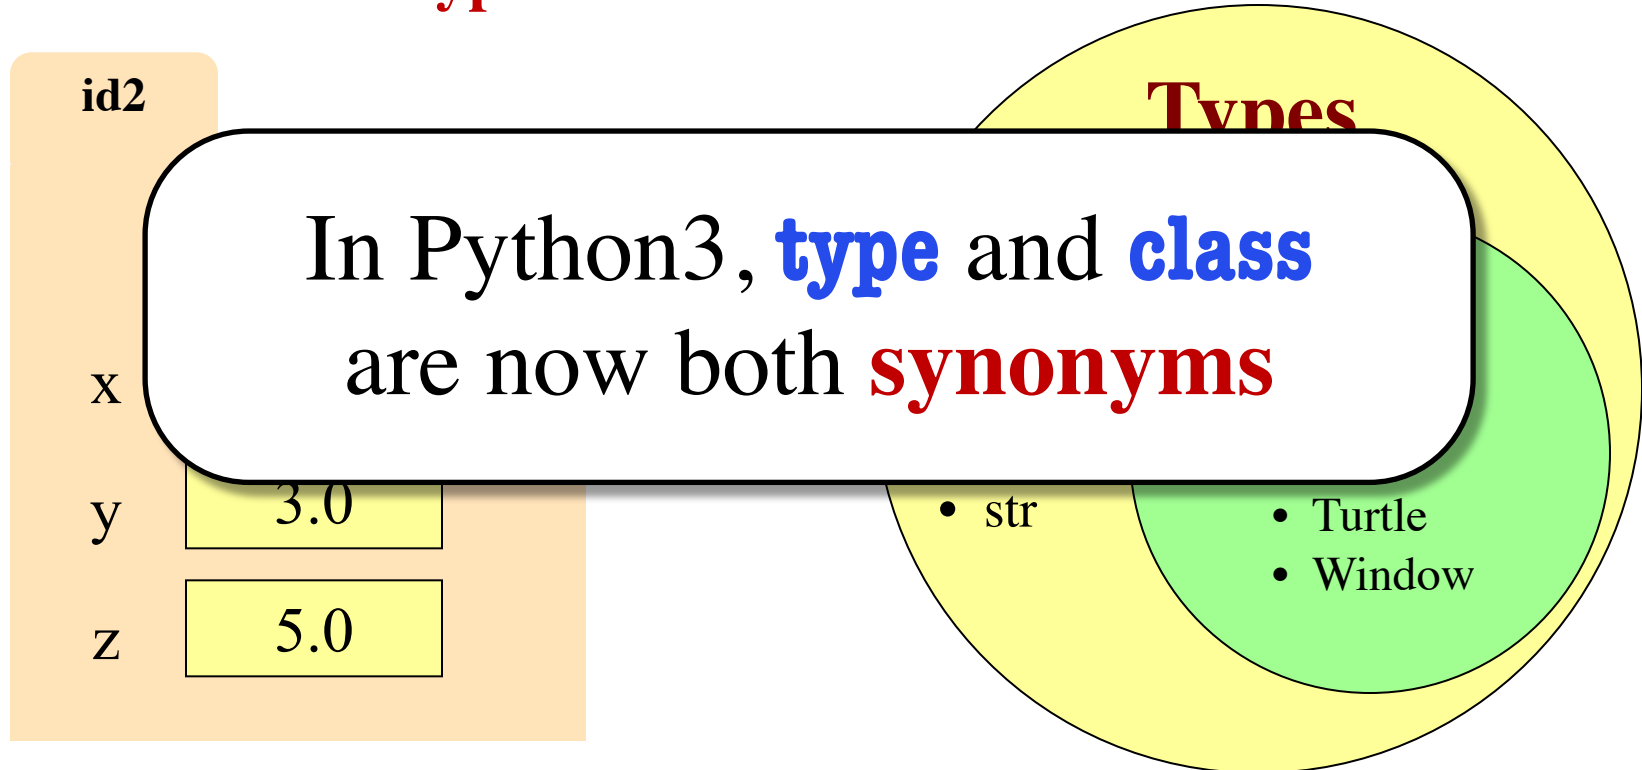 id2
Types
In Python3, type and class
are now both synonyms
x
y 3.0
z 5.0
• str
• Turtle
• Window